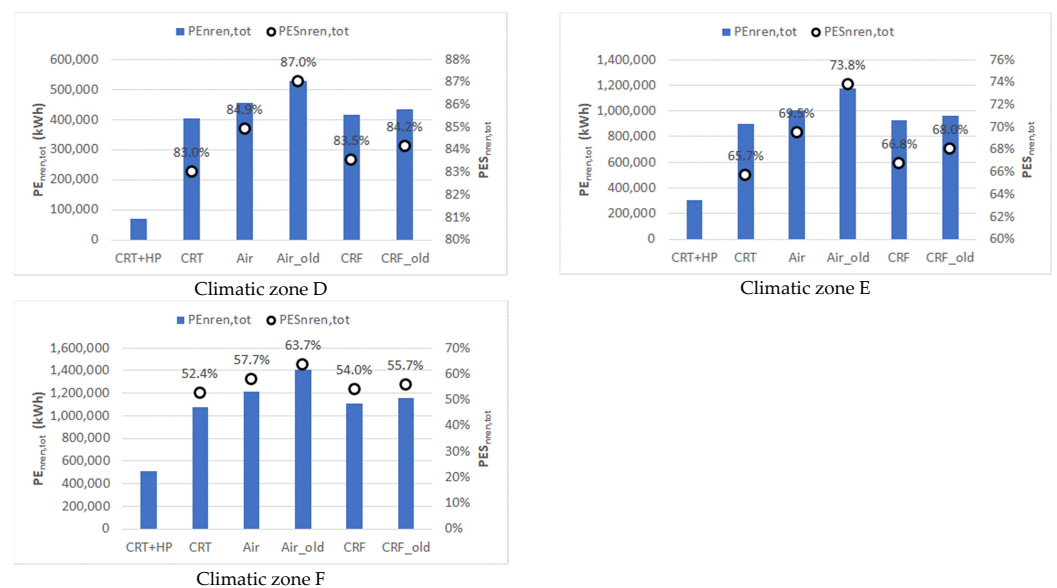 PEnren,tot PESnren,tot
600,000 88%
87.0%
500,000 87%
86%
400,000 84.9% 85%
300,000 83.0% 83.5% 84.2% 84%
83%
200,000 82%
100,000 81%
0 80%
CRT+HP CRT Air Air_old CRF CRF_old
PEnren,tot (kWh)
PESnren,tot
Climatic zone D
PEnren,tot PESnren,tot
1,400,000 76%
73.8%
1,200,000 74%
1,000,000 69.5% 72%
800,000 65.7% 66.8% 68.0% 70%
68%
600,000 66%
400,000 64%
200,000 62%
0 60%
CRT+HP CRT Air Air_old CRF CRF_old
PEnren,tot (kWh)
PESnren,tot
Climatic zone E
PEnren,tot PESnren,tot
1,600,000 70%
63.7%
1,400,000 52.4% 57.7% 54.0% 55.7% 60%
1,200,000 50%
1,000,000 40%
800,000
600,000 30%
400,000 20%
200,000 10%
0 0%
CRT+HP CRT Air Air_old CRF CRF_old
PEnren,tot (kWh)
PESnren,tot
Climatic zone F